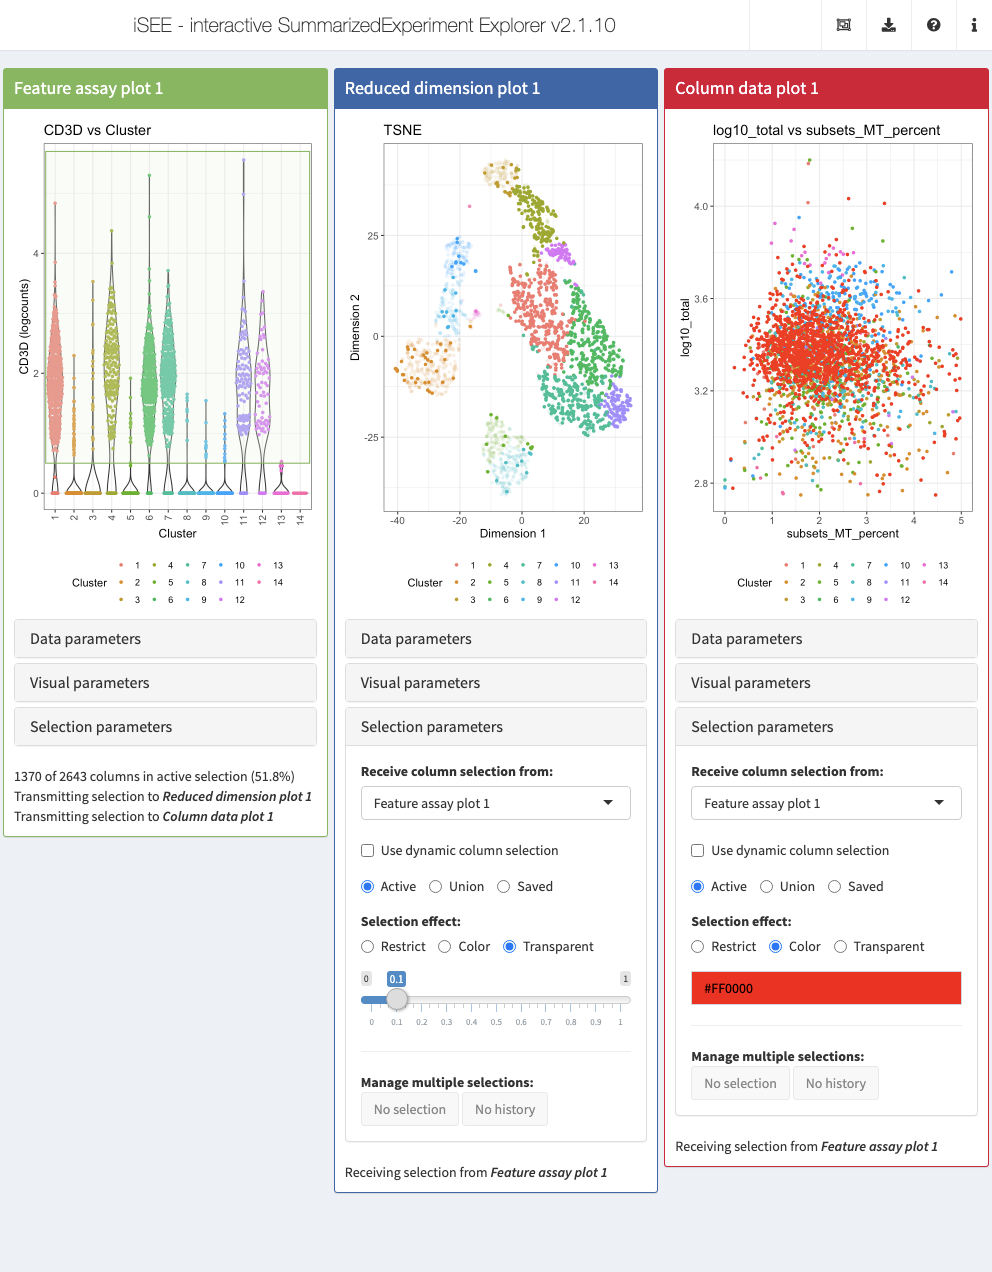 iSEE - interactive SummarizedExperiment Explorer v2.1.10
Feature assay plot 1
CD3D vs Cluster
CD3D (logcounts)
4
2
0
1 2 3 4 5 6 7 8 9 10 11 12 13 14
Cluster
Cluster
1 4 7 10 13
2 5 8 11 14
3 6 9 12
Data parameters
Visual parameters
Selection parameters
1370 of 2643 columns in active selection (51.8%)
Transmitting selection to Reduced dimension plot 1
Transmitting selection to Column data plot 1
Reduced dimension plot 1
TSNE
Dimension 2
25
0
-25
-40 -20 0 20
Dimension 1
Cluster
1 4 7 10 13
2 5 8 11 14
3 6 9 12
Data parameters
Visual parameters
Selection parameters
Receive column selection from:
Feature assay plot 1
Use dynamic column selection
Active Union Saved
Selection effect:
Restrict Color Transparent
0 0.1 1
0 0.1 0.2 0.3 0.4 0.5 0.6 0.7 0.8 0.9 1
Manage multiple selections:
No selection No history
Receiving selection from Feature assay plot 1
Column data plot 1
log10_total vs subsets_MT_percent
log10_total
4.0
3.6
3.2
2.8
0 1 2 3 4 5
subsets_MT_percent
Cluster
1 4 7 10 13
2 5 8 11 14
3 6 9 12
Data parameters
Visual parameters
Selection parameters
Receive column selection from:
Feature assay plot 1
Use dynamic column selection
Active Union Saved
Selection effect:
Restrict Color Transparent
#FF0000
Manage multiple selections:
No selection No history
Receiving selection from Feature assay plot 1